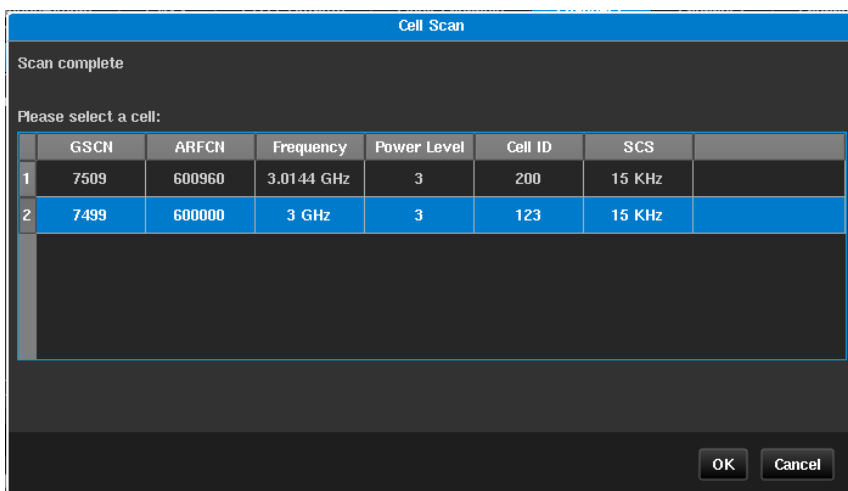 Cell Scan
Scan complete
Please select a cell:
GSCN ARFCN Frequency Power Level Cell ID SCS
1 7509 600960 3.0144 GHz 3 200 15 KHz
2 7499 600000 3 GHz 3 123 15 KHz
OK Cancel